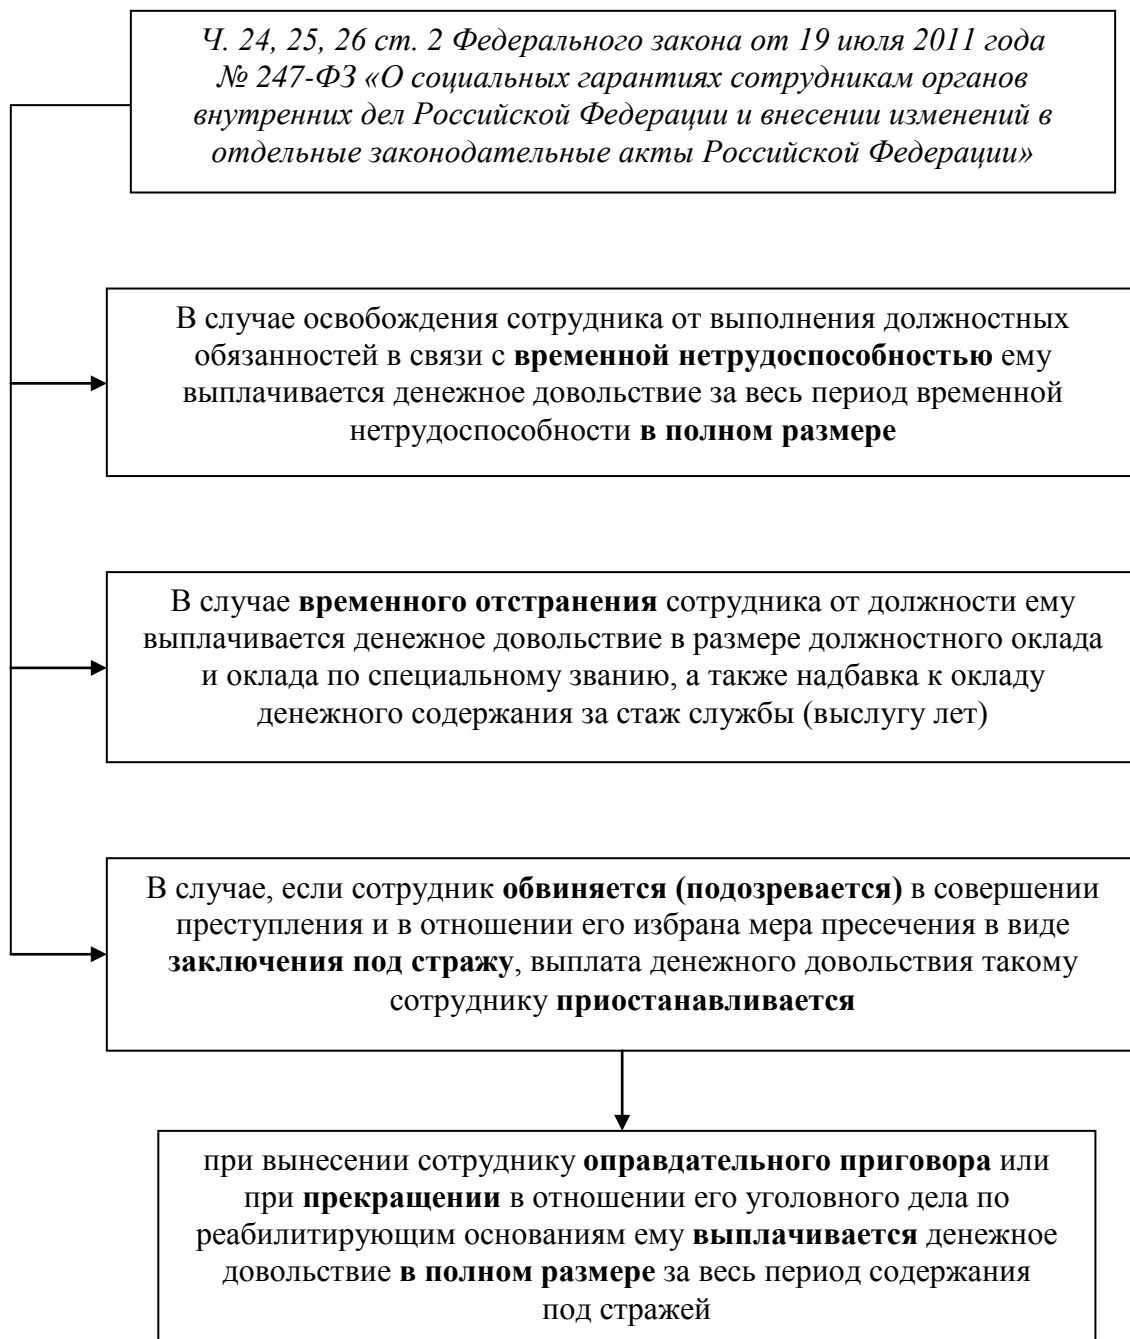 Ч. 24, 25, 26 ст. 2 Федерального закона от 19 июля 2011 года
№ 247-ФЗ «О социальных гарантиях сотрудникам органов
внутренних дел Российской Федерации и внесении изменений в
отдельные законодательные акты Российской Федерации»
В случае освобождения сотрудника от выполнения должностных
обязанностей в связи с временной нетрудоспособностью ему
выплачивается денежное довольствие за весь период временной
нетрудоспособности в полном размере
В случае временного отстранения сотрудника от должности ему
выплачивается денежное довольствие в размере должностного оклада
и оклада по специальному званию, а также надбавка к окладу
денежного содержания за стаж службы (выслугу лет)
В случае, если сотрудник обвиняется (подозревается) в совершении
преступления и в отношении его избрана мера пресечения в виде
заключения под стражу, выплата денежного довольствия такому
сотруднику приостанавливается
при вынесении сотруднику оправдательного приговора или
при прекращении в отношении его уголовного дела по
реабилитирующим основаниям ему выплачивается денежное
довольствие в полном размере за весь период содержания
под стражей